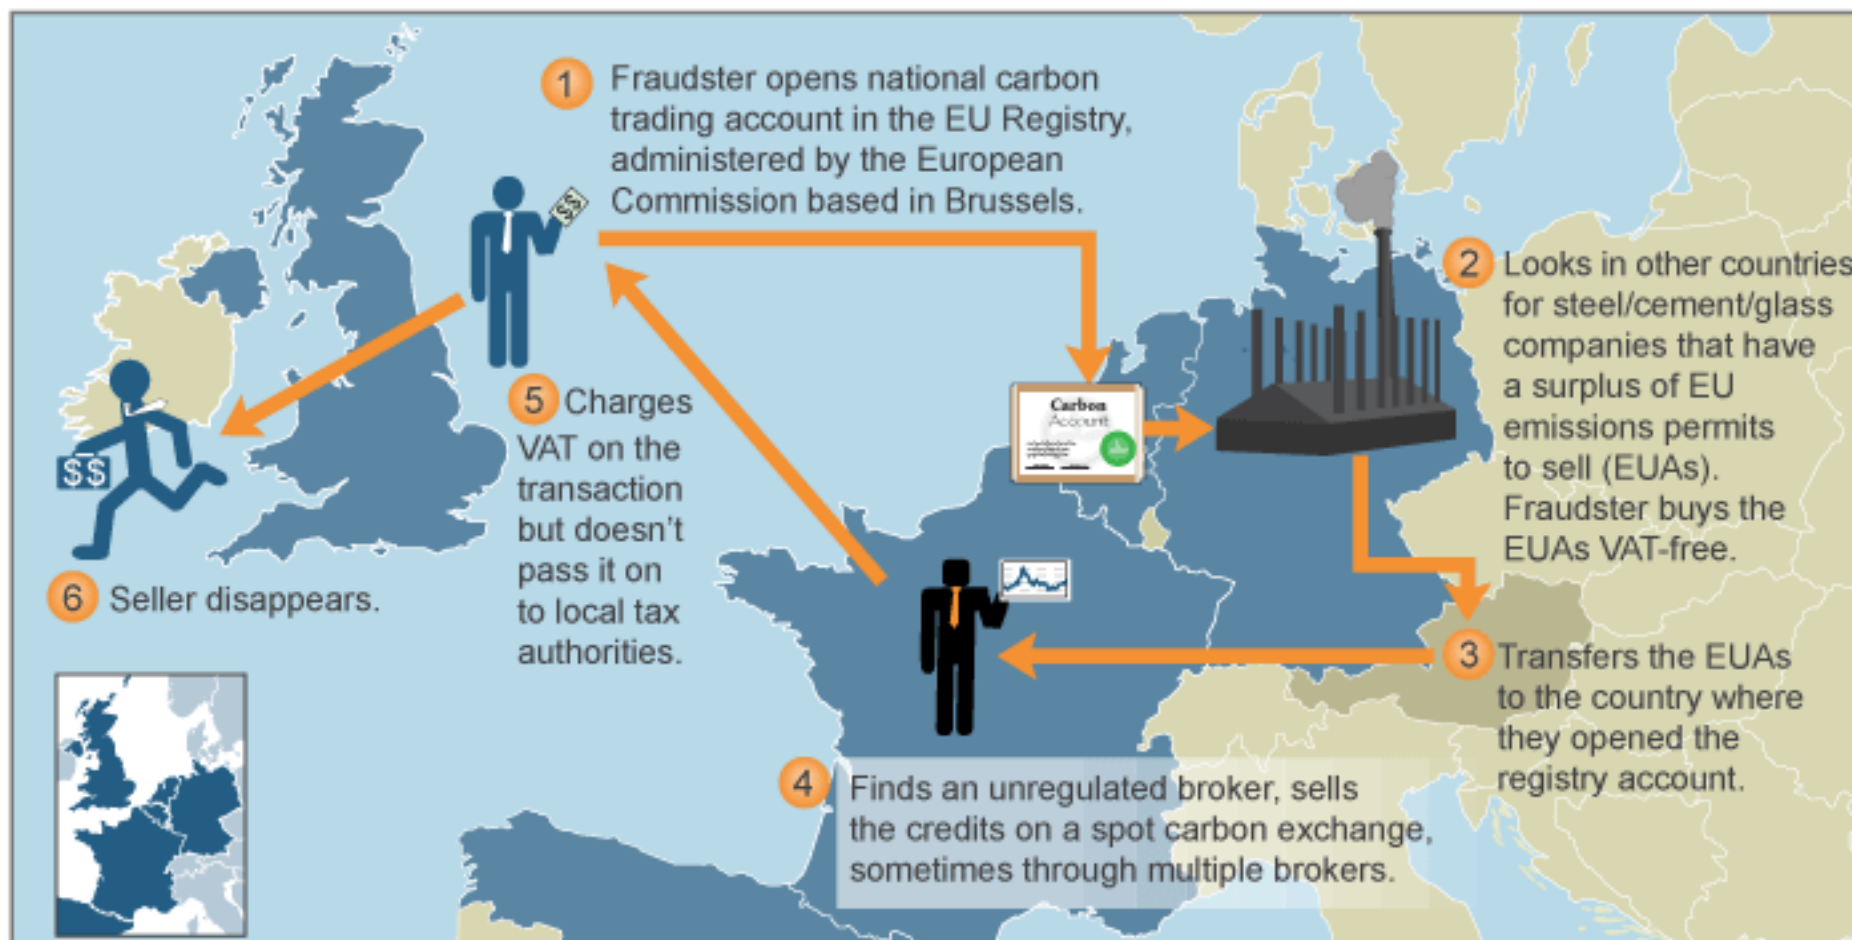 1
Fraudster opens national carbon
trading account in the EU Registry,
administered by the European
Commission based in Brussels.
$$
2
Looks in other countries
for steel/cement/glass
companies that have
a surplus of EU
emissions permits
to sell (EUAs).
Fraudster buys the
EUAs VAT-free.
Carbon
Account
3
Transfers the EUAs
to the country where
they opened the
registry account.
4
Finds an unregulated broker, sells
the credits on a spot carbon exchange,
sometimes through multiple brokers.
5 Charges
VAT on the
transaction
but doesn't
pass it on
to local tax
authorities.
$$
6 Seller disappears.